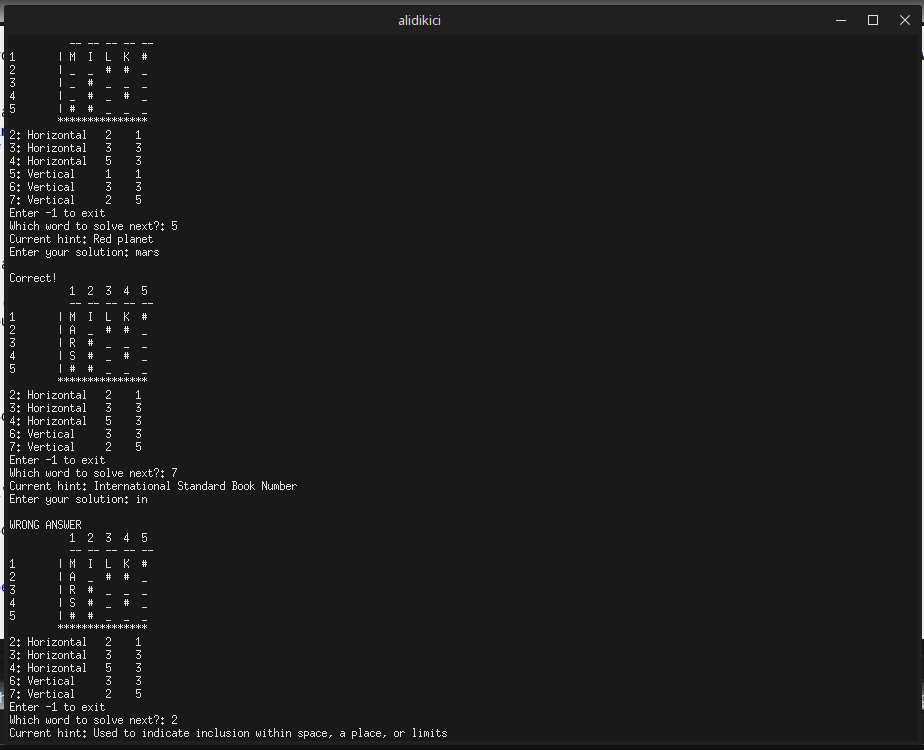 alidikici
-- -- -- -- --
1 | M I L K #
2 | _ _ # # _
3 | _ # _ _ _
4 | _ # _ # _
5 | # # _ _ _
***************
2: Horizontal 2 1
3: Horizontal 3 3
4: Horizontal 5 3
5: Vertical 1 1
6: Vertical 3 3
7: Vertical 2 5
Enter -1 to exit
Which word to solve next?: 5
Current hint: Red planet
Enter your solution: mars
Correct!
1 2 3 4 5
-- -- -- -- --
1 | M I L K #
2 | A _ # # _
3 | R # _ _ _
4 | S # _ # _
5 | # # _ _ _
***************
2: Horizontal 2 1
3: Horizontal 3 3
4: Horizontal 5 3
6: Vertical 3 3
7: Vertical 2 5
Enter -1 to exit
Which word to solve next?: 7
Current hint: International Standard Book Number
Enter your solution: in
WRONG ANSWER
1 2 3 4 5
-- -- -- -- --
1 | M I L K #
2 | A _ # # _
3 | R # _ _ _
4 | S # _ # _
5 | # # _ _ _
***************
2: Horizontal 2 1
3: Horizontal 3 3
4: Horizontal 5 3
6: Vertical 3 3
7: Vertical 2 5
Enter -1 to exit
Which word to solve next?: 2
Current hint: Used to indicate inclusion within space, a place, or limits